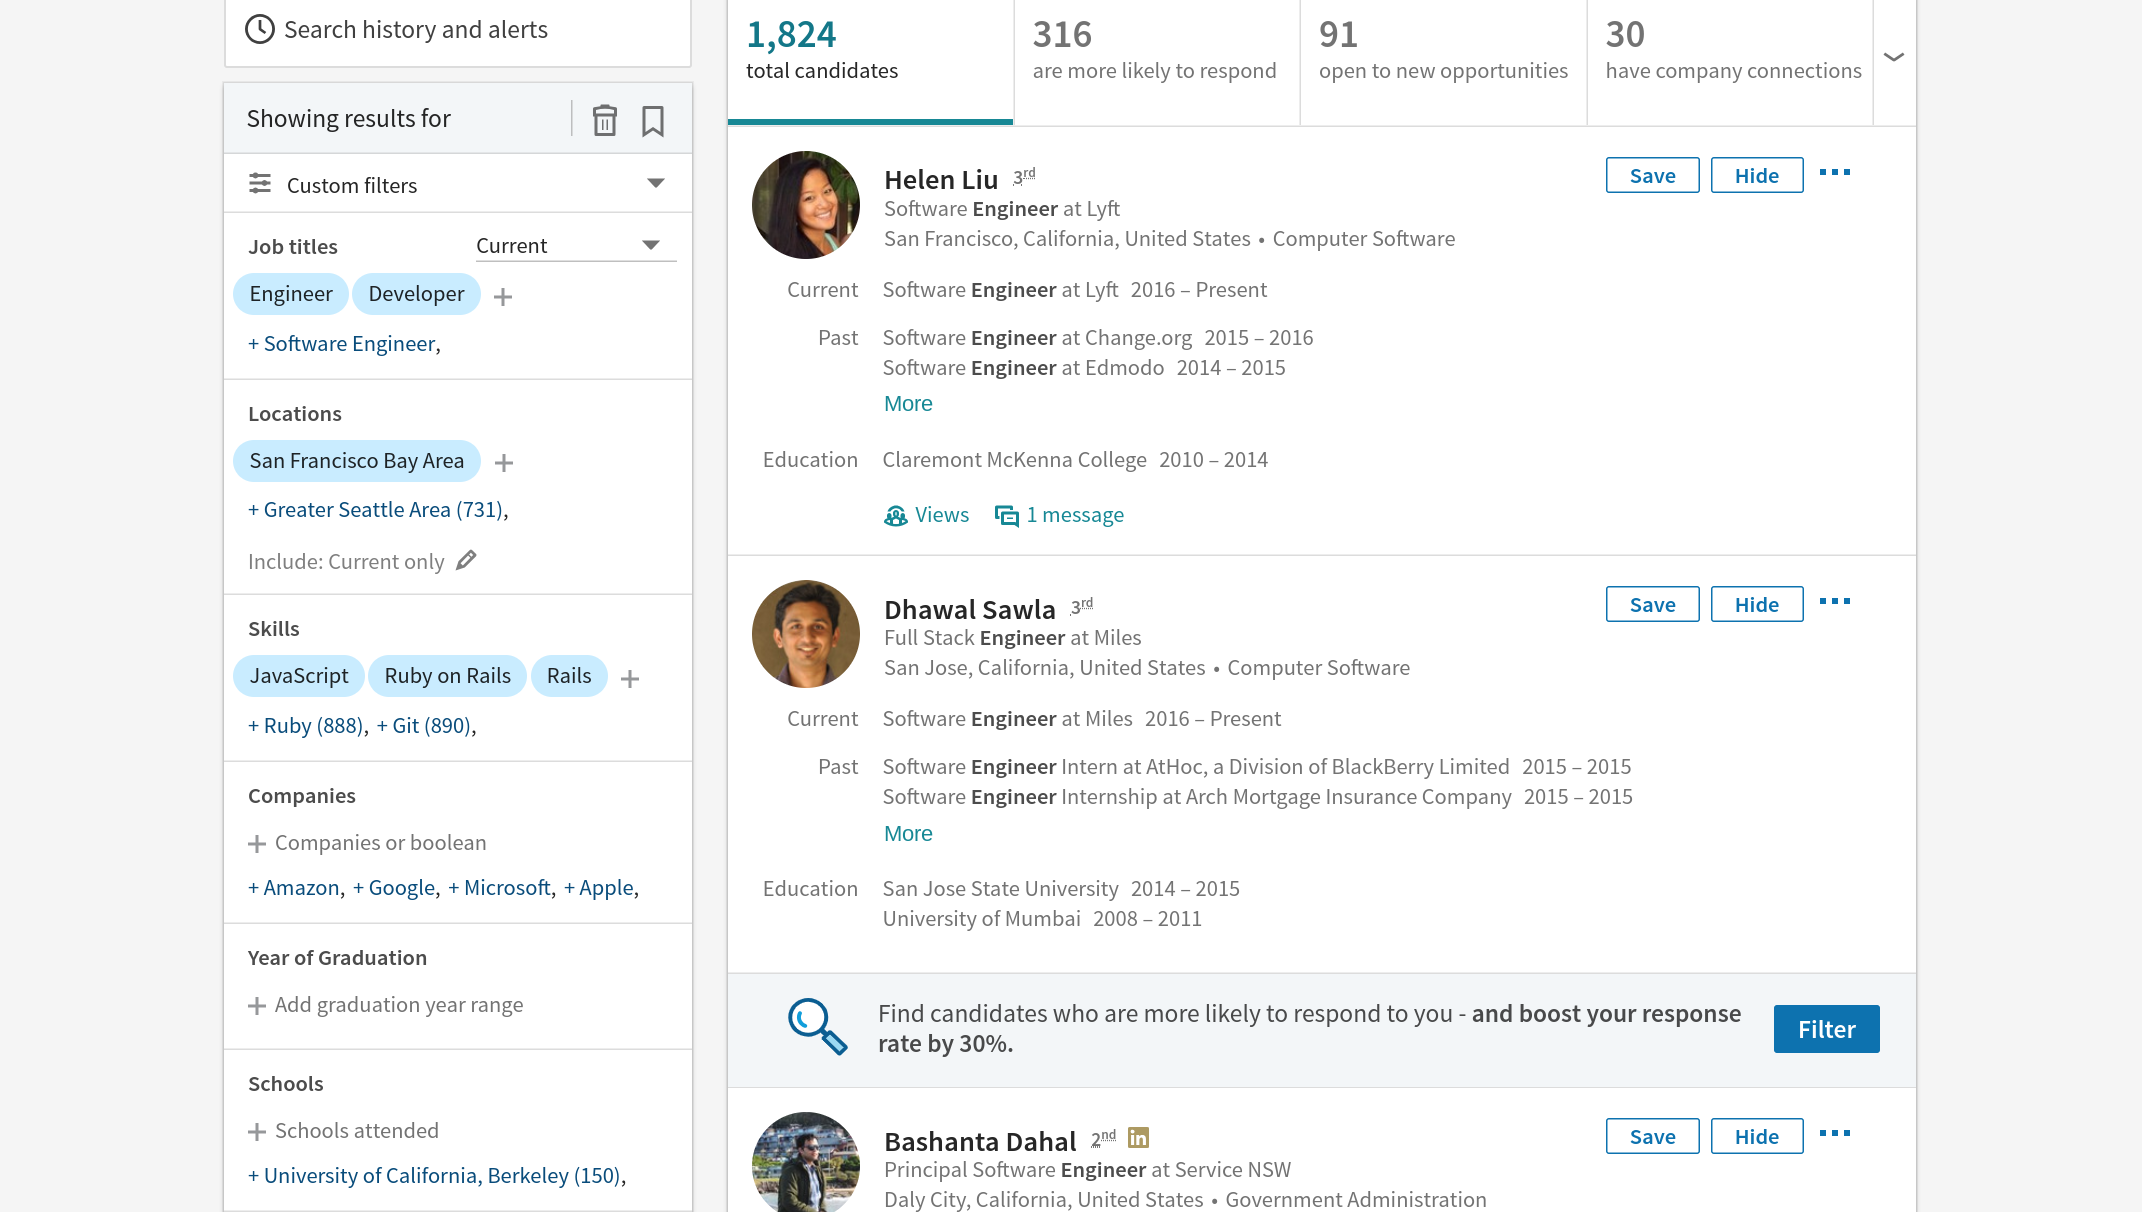 Search history and alerts
Showing results for
Custom filters
Job titles
Current
Engineer Developer +
+ Software Engineer,
Locations
San Francisco Bay Area +
+ Greater Seattle Area (731),
Include: Current only
Skills
JavaScript Ruby on Rails Rails +
+ Ruby (888), + Git (890),
Companies
+ Companies or boolean
+ Amazon, + Google, + Microsoft, + Apple,
Year of Graduation
+ Add graduation year range
Schools
+ Schools attended
+ University of California, Berkeley (150),
1,824
total candidates
316
are more likely to respond
91
open to new opportunities
30
have company connections
Helen Liu 3rd
Save Hide
Software Engineer at Lyft
San Francisco, California, United States • Computer Software
Current Software Engineer at Lyft 2016 – Present
Past Software Engineer at Change.org 2015 – 2016
Software Engineer at Edmodo 2014 – 2015
More
Education Claremont McKenna College 2010 – 2014
Views 1 message
Dhawal Sawla 3rd
Save Hide
Full Stack Engineer at Miles
San Jose, California, United States • Computer Software
Current Software Engineer at Miles 2016 – Present
Past Software Engineer Intern at AtHoc, a Division of BlackBerry Limited 2015 – 2015
Software Engineer Internship at Arch Mortgage Insurance Company 2015 – 2015
More
Education San Jose State University 2014 – 2015
University of Mumbai 2008 – 2011
Find candidates who are more likely to respond to you - and boost your response
rate by 30%.
Filter
Bashanta Dahal 2nd in
Save Hide
Principal Software Engineer at Service NSW
Daly City, California, United States • Government Administration